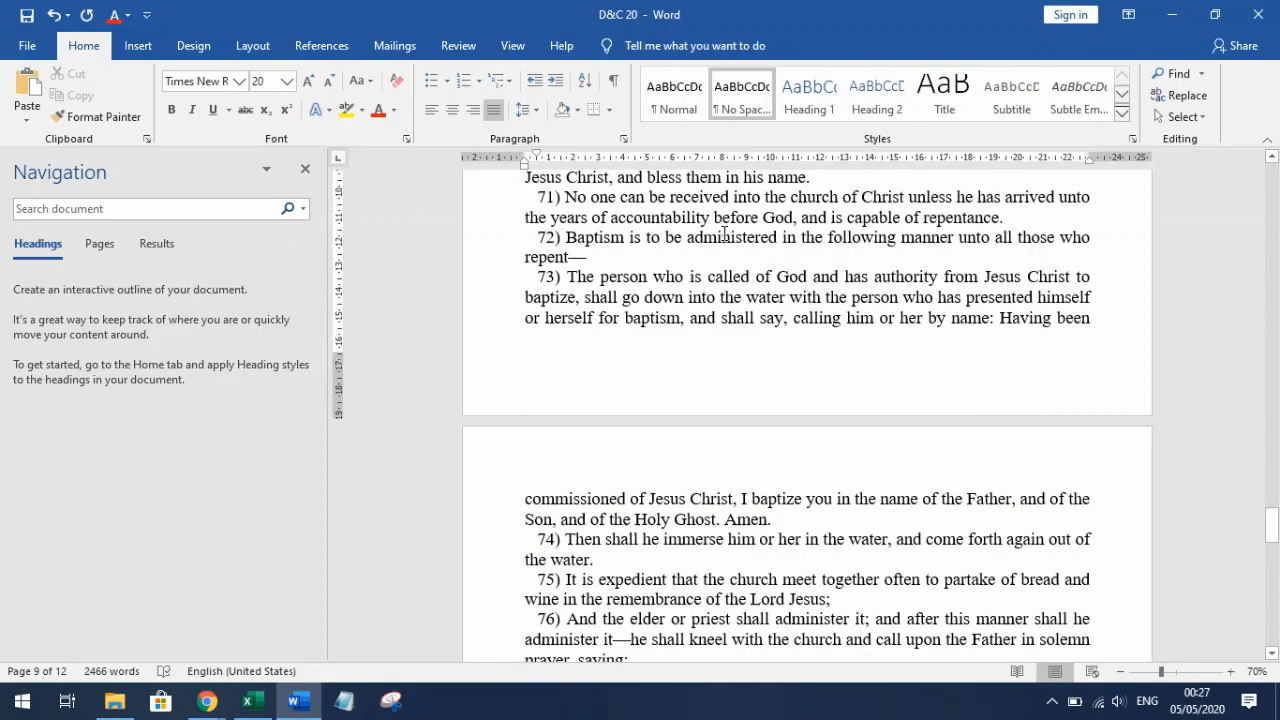 D&C 20 - Word
Sign in
File Home Insert Design Layout References Mailings Review View Help Tell me what you want to do Share
Paste
Cut
Copy
Format Painter
Clipboard
Times New R 20
Font
Paragraph
AaBbCcDc AaBbCcDc AaBbCc AaBbCcD AaB AaBbCcD AaBbCcD
¶ Normal ¶ No Spac... Heading 1 Heading 2 Title Subtitle Subtle Em...
Styles
Find
Replace
Select
Editing
Navigation
Search document
Headings Pages Results
Create an interactive outline of your document.
It's a great way to keep track of where you are or quickly
move your content around.
To get started, go to the Home tab and apply Heading styles
to the headings in your document.
Jesus Christ, and bless them in his name.
71) No one can be received into the church of Christ unless he has arrived unto
the years of accountability before God, and is capable of repentance.
72) Baptism is to be administered in the following manner unto all those who
repent—
73) The person who is called of God and has authority from Jesus Christ to
baptize, shall go down into the water with the person who has presented himself
or herself for baptism, and shall say, calling him or her by name: Having been
commissioned of Jesus Christ, I baptize you in the name of the Father, and of the
Son, and of the Holy Ghost. Amen.
74) Then shall he immerse him or her in the water, and come forth again out of
the water.
75) It is expedient that the church meet together often to partake of bread and
wine in the remembrance of the Lord Jesus;
76) And the elder or priest shall administer it; and after this manner shall he
administer it—he shall kneel with the church and call upon the Father in solemn
prayer, saying:
Page 9 of 12 2466 words English (United States) 70%
ENG
00:27
05/05/2020